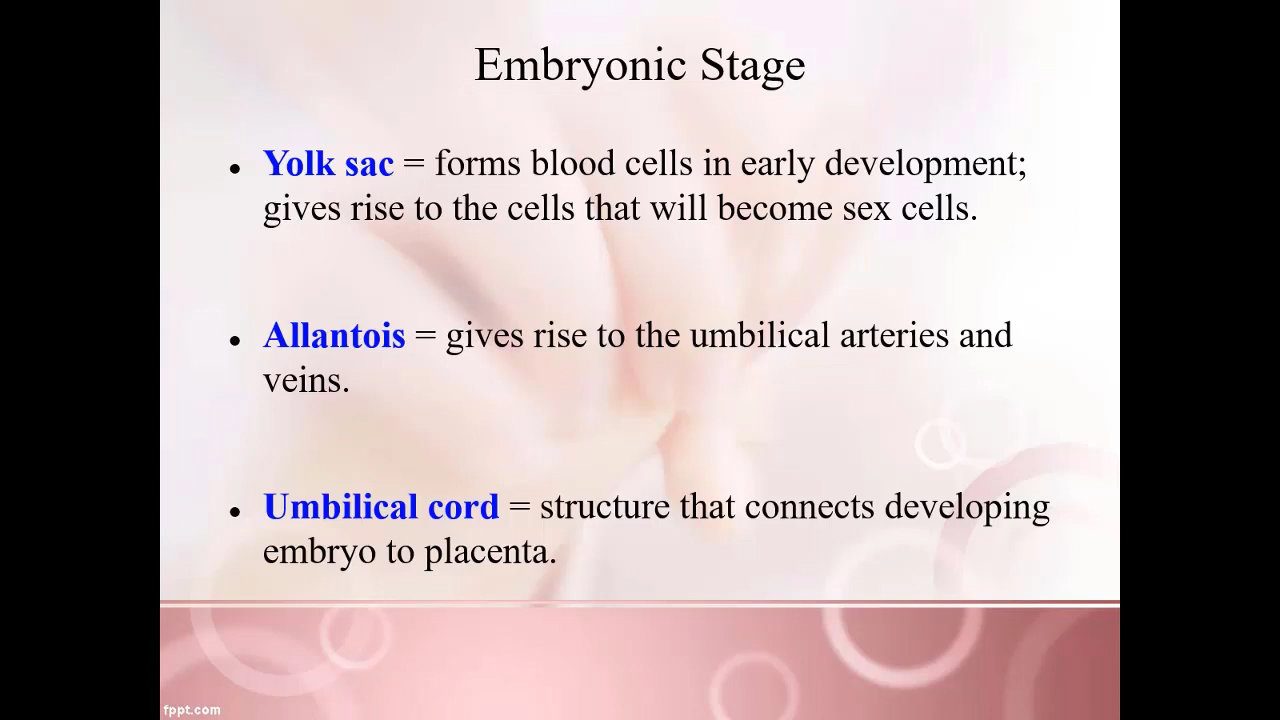 Embryonic Stage
• Yolk sac = forms blood cells in early development;
gives rise to the cells that will become sex cells.
• Allantois = gives rise to the umbilical arteries and
veins.
• Umbilical cord = structure that connects developing
embryo to placenta.
fppt.com